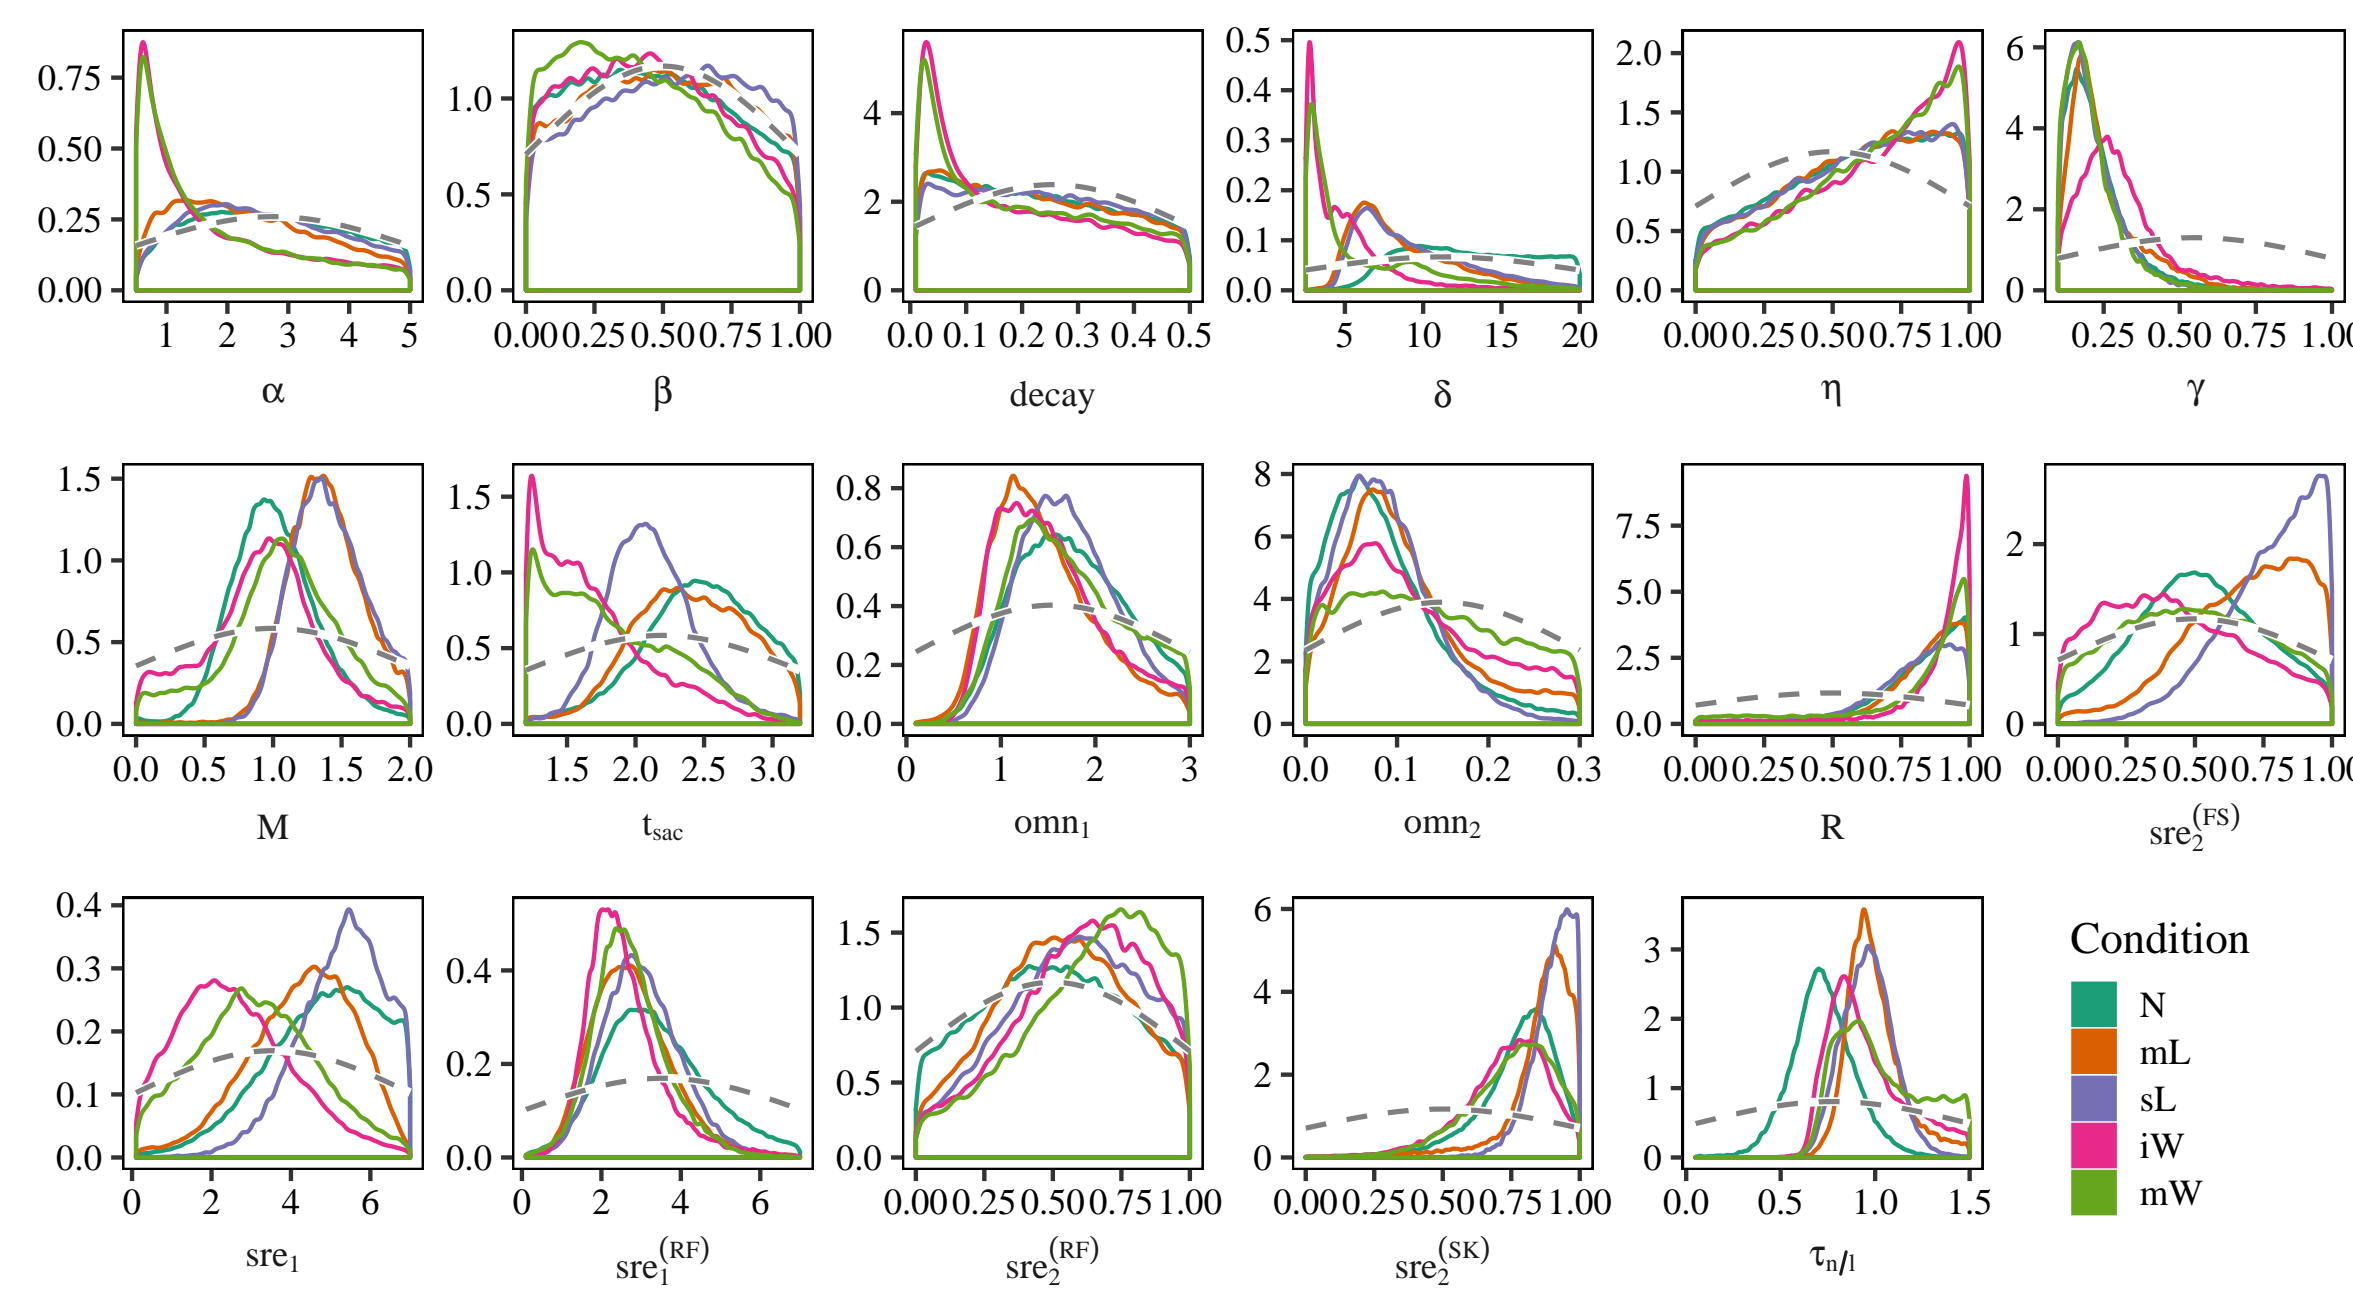 0.75
0.50
0.25
0.00
1 2 3 4 5
α
1.0
0.5
0.0
0.00 0.25 0.50 0.75 1.00
β
4
2
0
0.0 0.1 0.2 0.3 0.4 0.5
decay
0.5
0.4
0.3
0.2
0.1
0.0
5 10 15 20
δ
2.0
1.5
1.0
0.5
0.0
0.00 0.25 0.50 0.75 1.00
η
6
4
2
0
0.25 0.50 0.75 1.00
γ
1.5
1.0
0.5
0.0
0.0 0.5 1.0 1.5 2.0
M
1.5
1.0
0.5
0.0
1.5 2.0 2.5 3.0
t_sac
0.8
0.6
0.4
0.2
0.0
0 1 2 3
omn₁
8
6
4
2
0
0.0 0.1 0.2 0.3
omn₂
7.5
5.0
2.5
0.0
0.00 0.25 0.50 0.75 1.00
R
2
1
0
0.00 0.25 0.50 0.75 1.00
sre₂^(FS)
0.4
0.3
0.2
0.1
0.0
0 2 4 6
sre₁
0.4
0.2
0.0
0 2 4 6
sre₁^(RF)
1.5
1.0
0.5
0.0
0.00 0.25 0.50 0.75 1.00
sre₂^(RF)
6
4
2
0
0.00 0.25 0.50 0.75 1.00
sre₂^(SK)
3
2
1
0
0.0 0.5 1.0 1.5
τ_n/l
Condition
N
mL
sL
iW
mW